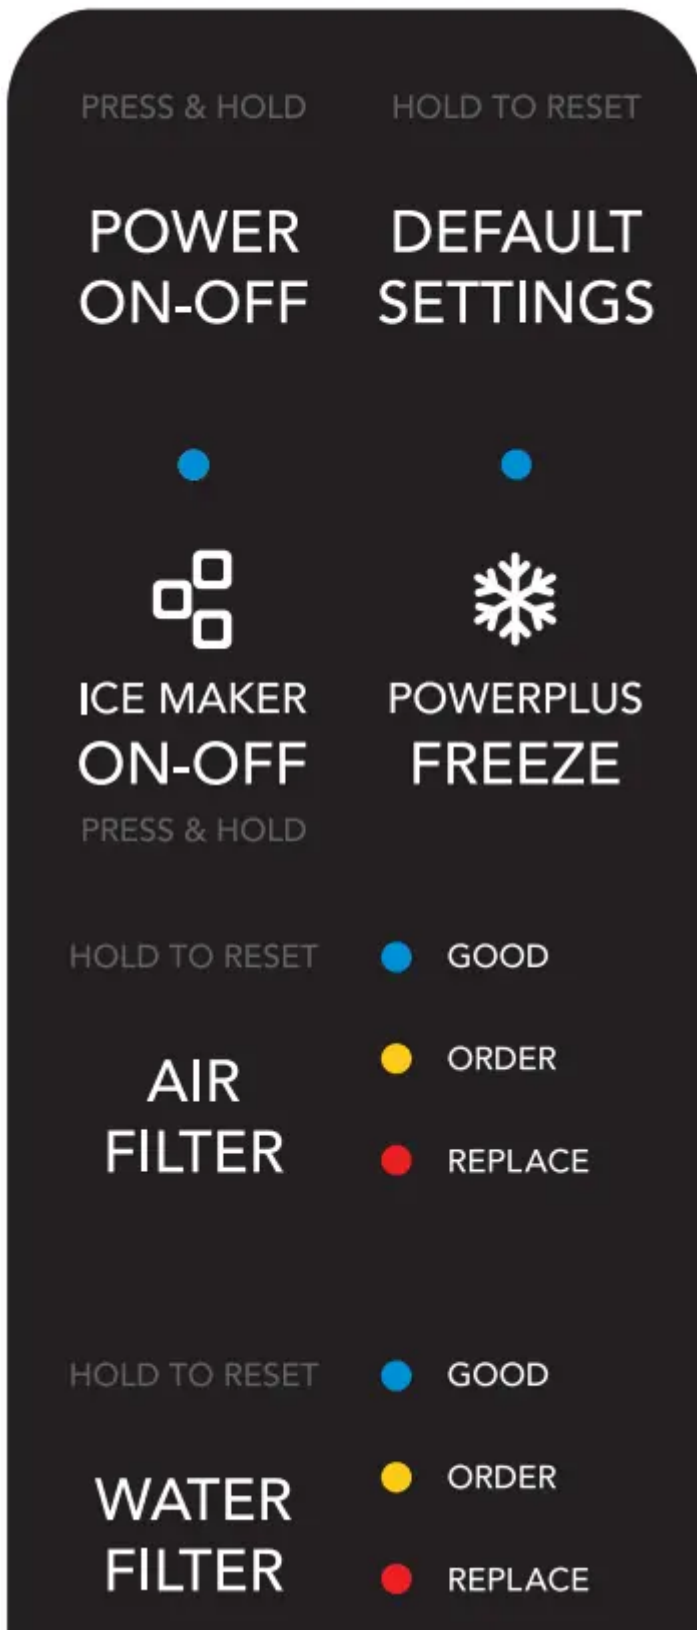 PRESS & HOLD
POWER
ON-OFF
HOLD TO RESET
DEFAULT
SETTINGS
ICE MAKER
ON-OFF
PRESS & HOLD
POWERPLUS
FREEZE
HOLD TO RESET
AIR
FILTER
GOOD
ORDER
REPLACE
HOLD TO RESET
WATER
FILTER
GOOD
ORDER
REPLACE